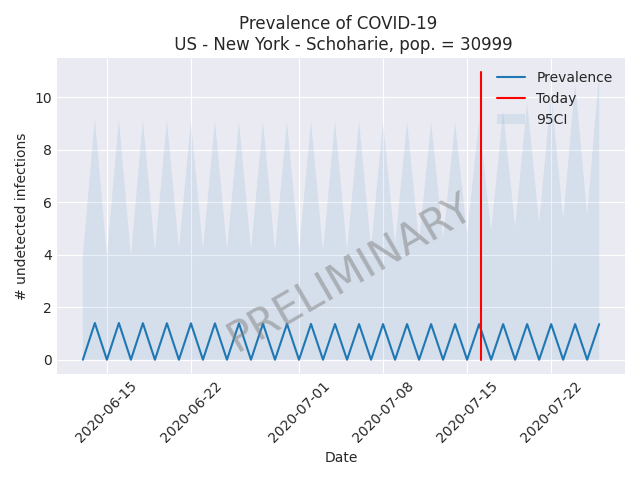 Prevalence of COVID-19
US - New York - Schoharie, pop. = 30999
Prevalence
Today
95CI
10
8
6
4
2
0
# undetected infections
PRELIMINARY
2020-06-15
2020-06-22
2020-07-01
2020-07-08
2020-07-15
2020-07-22
Date